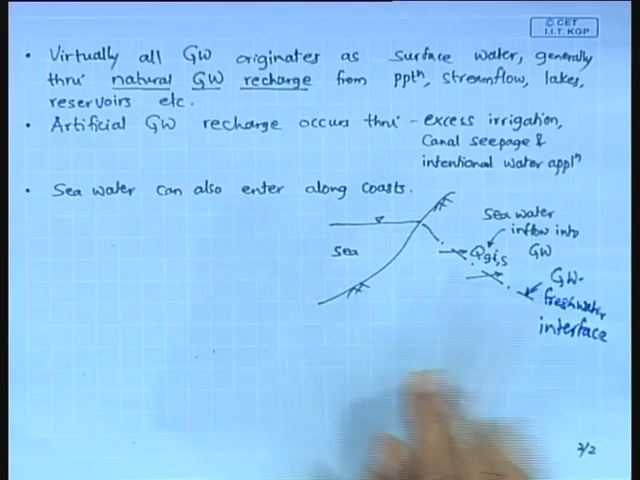 © CET
I.I.T. KGP
• Virtually all GW originates as surface water, generally
thru' natural GW recharge from pptn, streamflow, lakes,
reservoirs etc.
• Artificial GW recharge occurs thru' - excess irrigation,
Canal seepage &
intentional water appln
• Sea water can also enter along coasts.
Sea water
inflow into
GW
Sea
Qgi,s
GW-
freshwater
interface
7/2